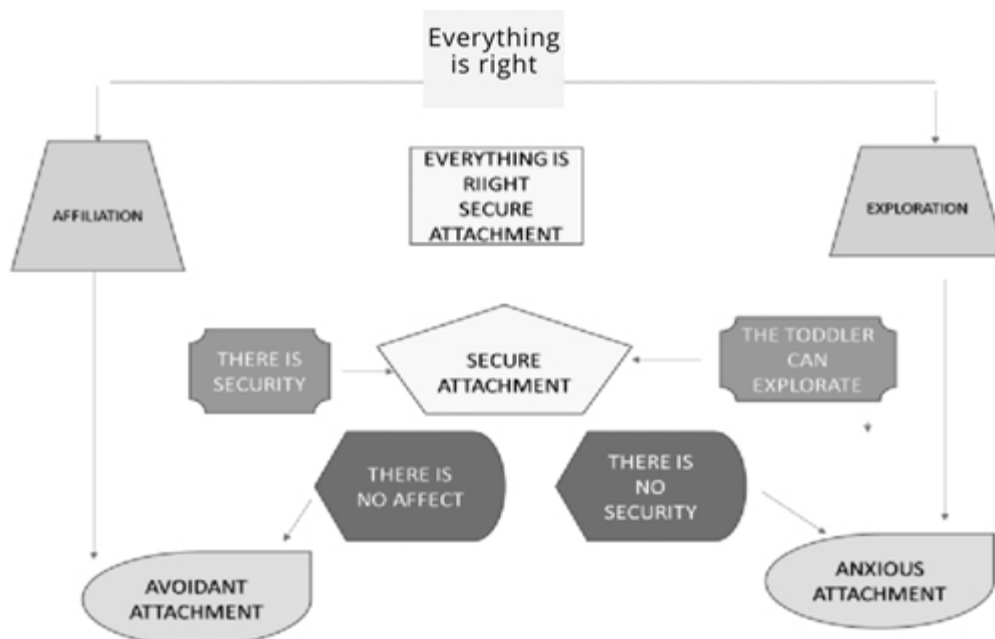 Everything
is right
EVERYTHING IS
RIIGHT
SECURE
ATTACHMENT
AFFILIATION
EXPLORATION
THERE IS
SECURITY
SECURE
ATTACHMENT
THE TODDLER
CAN
EXPLORATE
THERE IS
NO AFFECT
THERE IS
NO
SECURITY
AVOIDANT
ATTACHMENT
ANXIOUS
ATTACHMENT